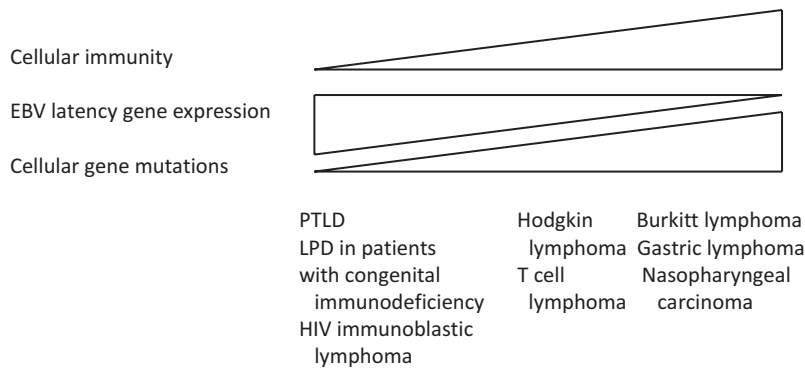 Cellular immunity
EBV latency gene expression
Cellular gene mutations
PTLD
LPD in patients
with congenital
immunodeficiency
HIV immunoblastic
lymphoma
Hodgkin
lymphoma
T cell
lymphoma
Burkitt lymphoma
Gastric lymphoma
Nasopharyngeal
carcinoma